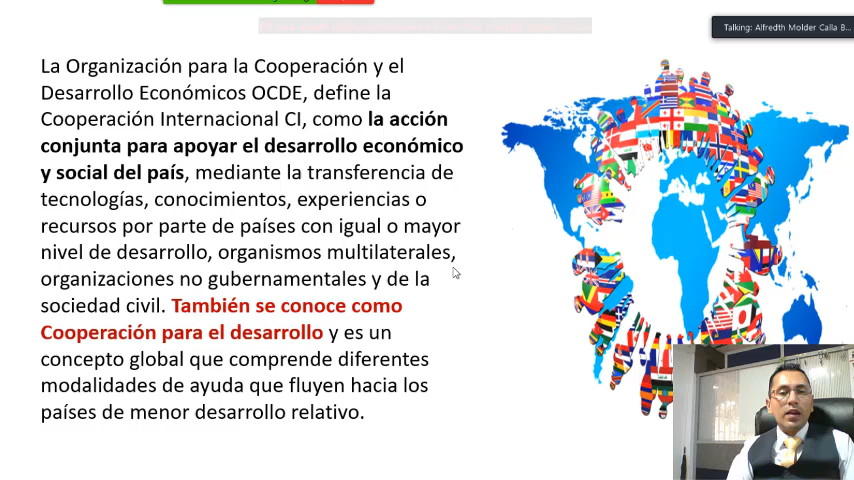 Talking: Alfredth Molder Calla B...
La Organización para la Cooperación y el
Desarrollo Económicos OCDE, define la
Cooperación Internacional CI, como la acción
conjunta para apoyar el desarrollo económico
y social del país, mediante la transferencia de
tecnologías, conocimientos, experiencias o
recursos por parte de países con igual o mayor
nivel de desarrollo, organismos multilaterales,
organizaciones no gubernamentales y de la
sociedad civil. También se conoce como
Cooperación para el desarrollo y es un
concepto global que comprende diferentes
modalidades de ayuda que fluyen hacia los
países de menor desarrollo relativo.